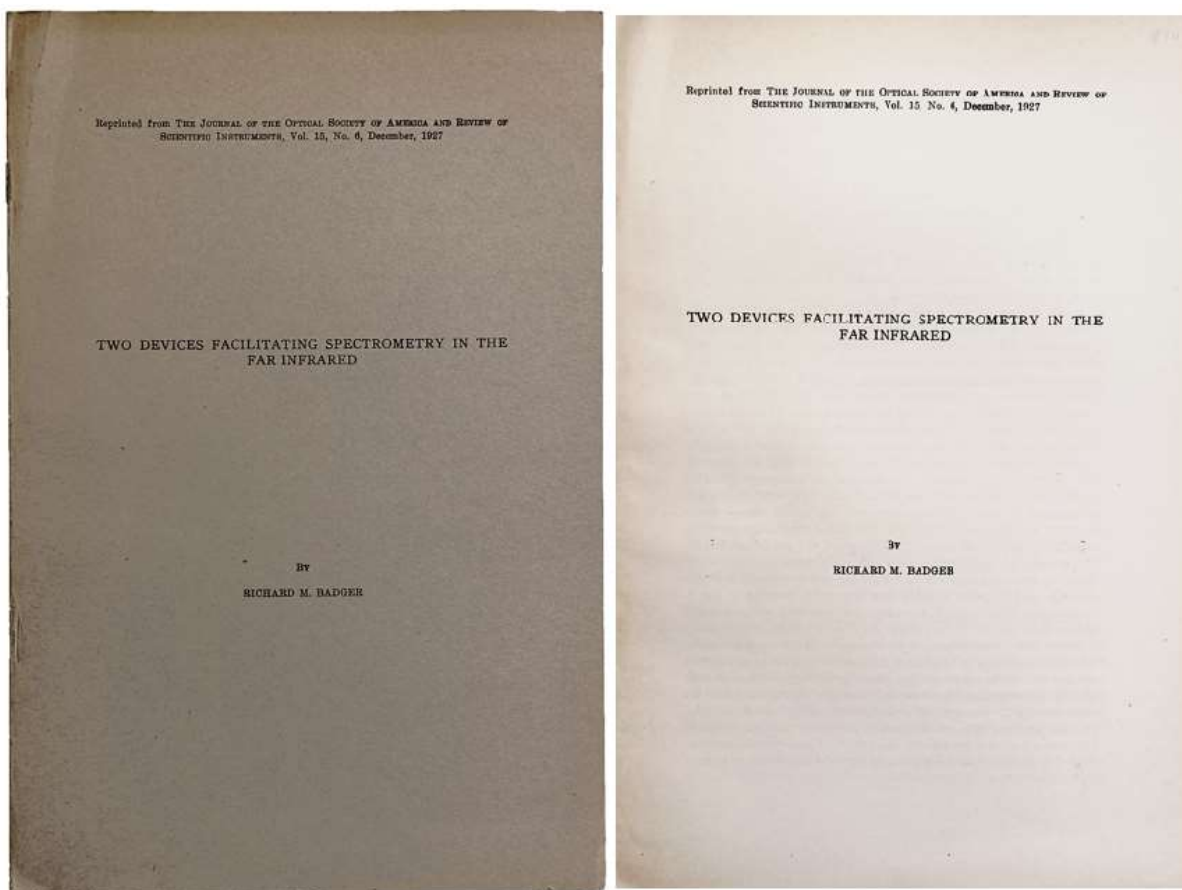 Reprinted from THE JOURNAL OF THE OPTICAL SOCIETY OF AMERICA AND REVIEW OF
SCIENTIFIC INSTRUMENTS, Vol. 15, No. 6, December, 1927
TWO DEVICES FACILITATING SPECTROMETRY IN THE
FAR INFRARED
BY
RICHARD M. BADGER
Reprinted from THE JOURNAL OF THE OPTICAL SOCIETY OF AMERICA AND REVIEW OF
SCIENTIFIC INSTRUMENTS, Vol. 15 No. 6, December, 1927
TWO DEVICES FACILITATING SPECTROMETRY IN THE
FAR INFRARED
BY
RICHARD M. BADGER